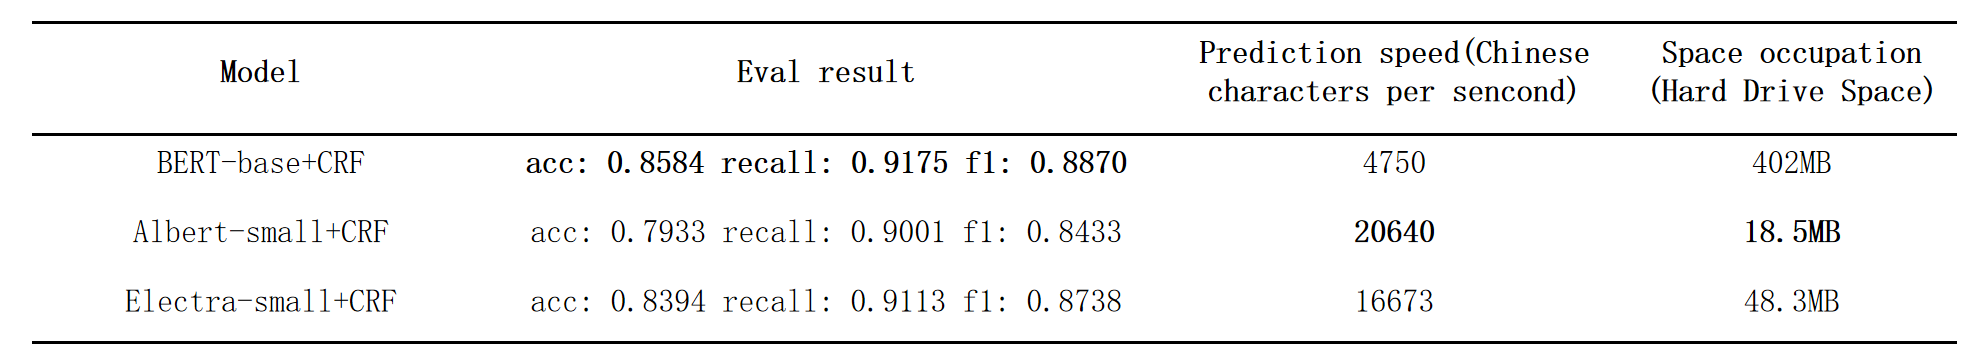 Model Eval result Prediction speed(Chinese characters per sencond) Space occupation (Hard Drive Space)
BERT-base+CRF acc: 0.8584 recall: 0.9175 f1: 0.8870 4750 402MB
Albert-small+CRF acc: 0.7933 recall: 0.9001 f1: 0.8433 20640 18.5MB
Electra-small+CRF acc: 0.8394 recall: 0.9113 f1: 0.8738 16673 48.3MB